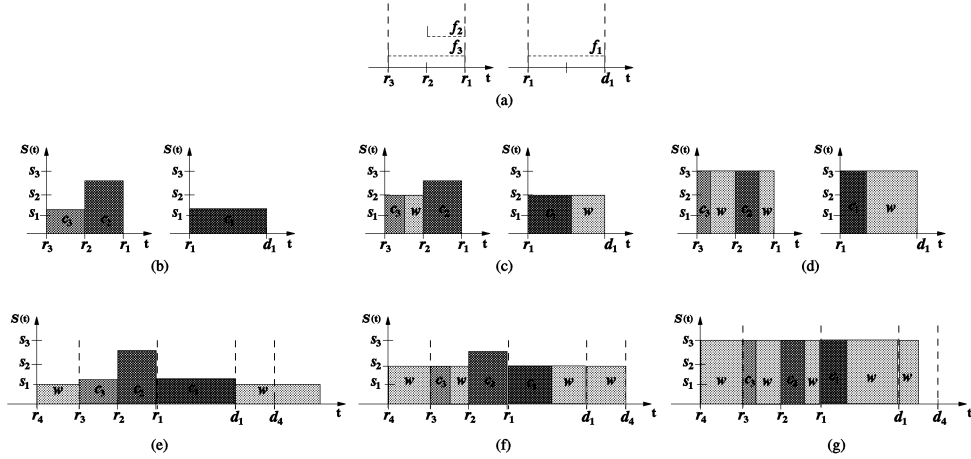 f2
f3 f1
r3 r2 r1 t r1 d1 t
(a)
S(t) S(t) S(t) S(t) S(t) S(t)
s3 s3 s3 s3 s3 s3
s2 s2 s2 s2 s2 s2
s1 s1 s1 s1 s1 s1
c3 c2 c1 c3 w c2 c1 w c3 w c2 w c1 w
r3 r2 r1 t r1 d1 t r3 r2 r1 t r1 d1 t r3 r2 r1 t r1 d1 t
(b) (c) (d)
S(t) S(t) S(t)
s3 s3 s3
s2 s2 s2
s1 s1 s1
w c3 c2 c1 w w c3 w c2 c1 w w w c3 w c2 w c1 w w
r4 r3 r2 r1 d1 d4 t r4 r3 r2 r1 d1 d4 t r4 r3 r2 r1 d1 d4 t
(e) (f) (g)